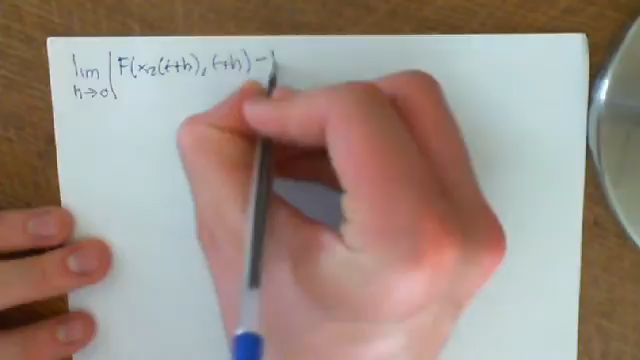 lim | F(x₂(t+h), t+h) -
h→0